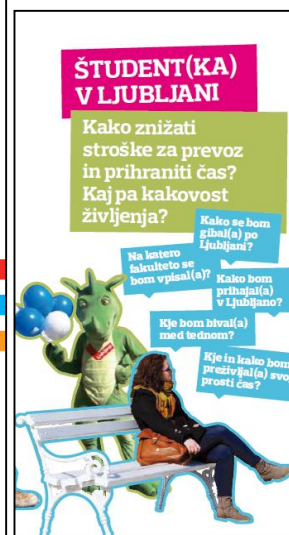 ŠTUDENT(KA)
V LJUBLJANI
Kako znižati
stroške za prevoz
in prihraniti čas?
Kaj pa kakovost
življenja?
Kako se bom
gibal(a) po
Ljubljani?
Na katero
fakulteto se
bom vpisal(a)?
Kako bom
prihajal(a)
v Ljubljano?
Kje bom bival(a)
med tednom?
Kje in kako bom
preživljal(a) svo
prosti čas?